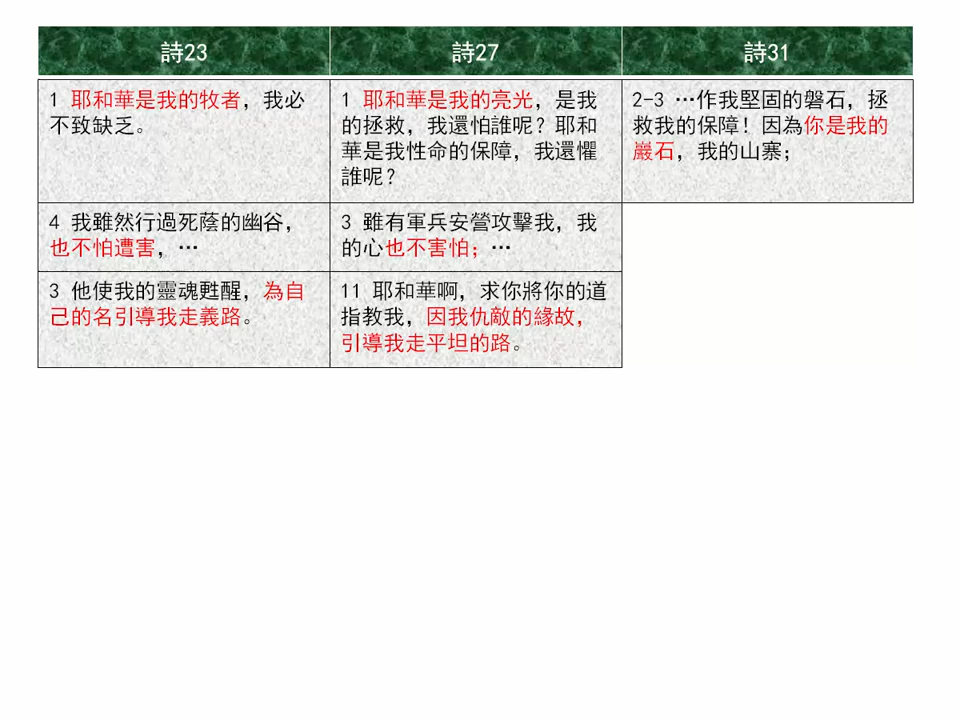 詩23
詩27
詩31
1 耶和華是我的牧者，我必
不致缺乏。
1 耶和華是我的亮光，是我
的拯救，我還怕誰呢？耶和
華是我性命的保障，我還懼
誰呢？
2-3 …作我堅固的磐石，拯
救我的保障！因為你是我的
巖石，我的山寨；
4 我雖然行過死蔭的幽谷，
也不怕遭害，…
3 雖有軍兵安營攻擊我，我
的心也不害怕；…
3 他使我的靈魂甦醒，為自
己的名引導我走義路。
11 耶和華啊，求你將你的道
指教我，因我仇敵的緣故，
引導我走平坦的路。